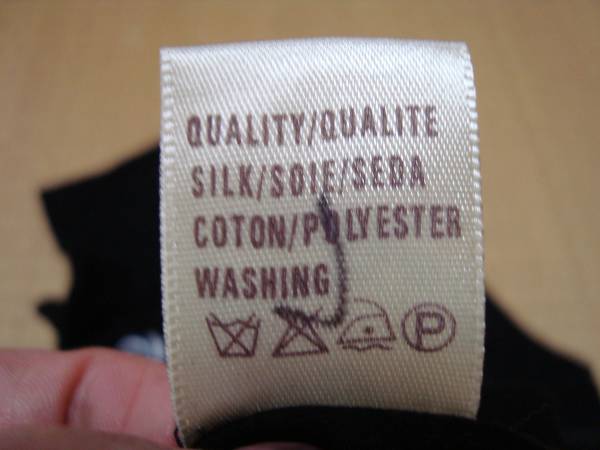 QUALITY/QUALITE
SILK/SOIE/SEDA
COTON/POLYESTER
WASHING
P